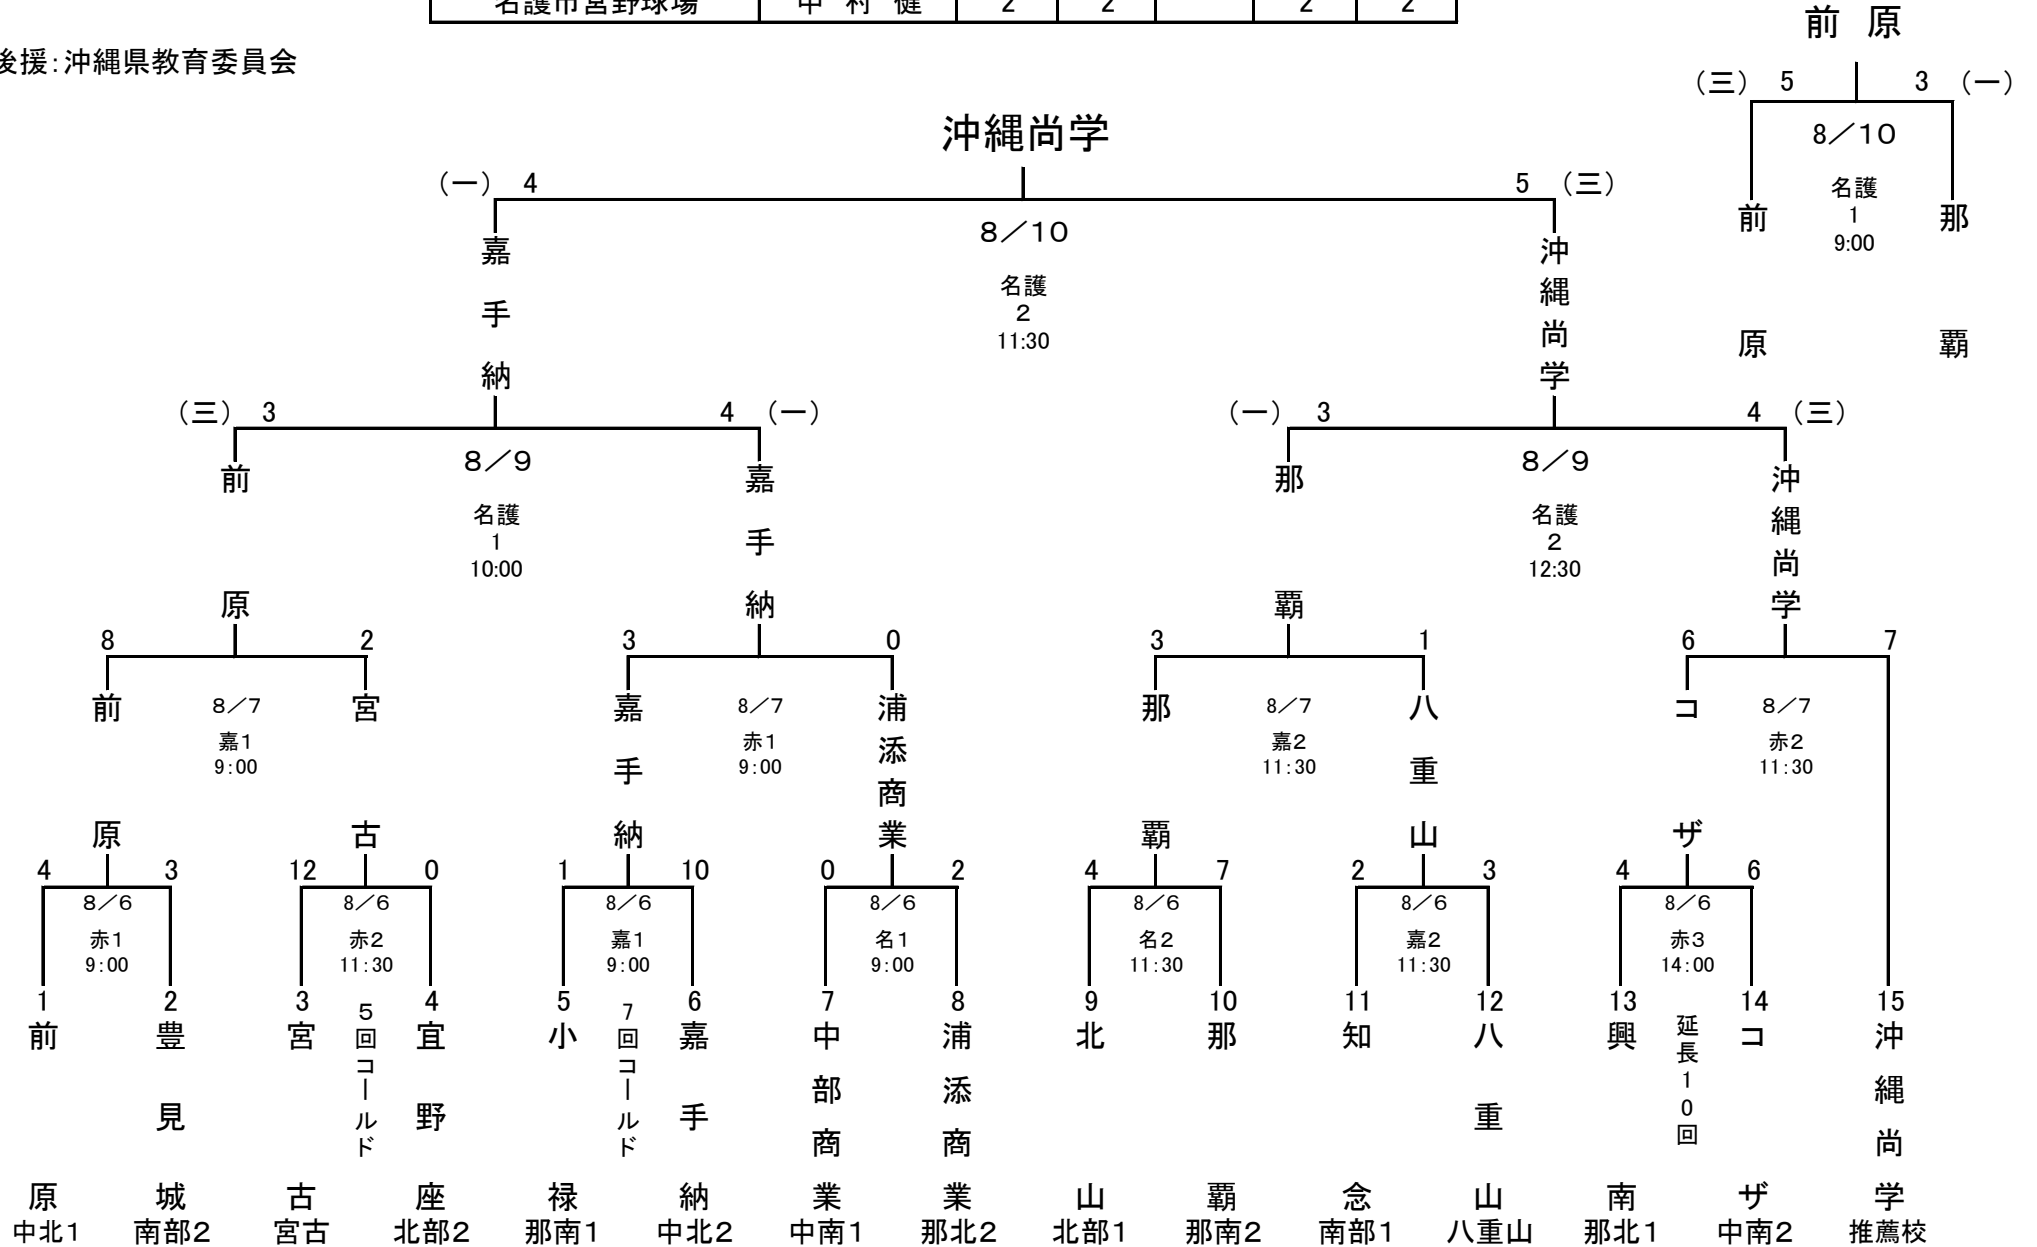 名護市営野球場 中 村 健 2 2 2 2
後援:沖縄県教育委員会
前 原
(三) 5 3 (一)
8/10
名護
1
9:00
前原
那覇
沖縄尚学
(一) 4 5 (三)
8/10
名護
2
11:30
嘉手納
沖縄尚学
(三) 3 4 (一)
8/9
名護
1
10:00
(一) 3 4 (三)
8/9
名護
2
12:30
前原
嘉手納
那覇
沖縄尚学
8 2
8/7
嘉1
9:00
3 0
8/7
赤1
9:00
3 1
8/7
嘉2
11:30
6 7
8/7
赤2
11:30
前原
宮古
嘉手納
浦添商業
那覇
八重山
コザ
4 3
8/6
赤1
9:00
12 0
8/6
赤2
11:30
5回コールド
1 10
8/6
嘉1
9:00
7回コールド
0 2
8/6
名1
9:00
4 7
8/6
名2
11:30
2 3
8/6
嘉2
11:30
4 6
8/6
赤3
14:00
延長10回
1 2 3 4 5 6 7 8 9 10 11 12 13 14 15
前原
豊見城
宮古
宜野座
小禄
嘉手納
中部商業
浦添商業
北山
那覇
知念
八重山
興南
コザ
沖縄尚学
中北1 南部2 宮古 北部2 那南1 中北2 中南1 那北2 北部1 那南2 南部1 八重山 那北1 中南2 推薦校